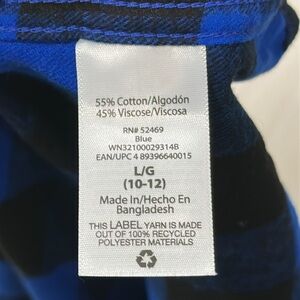 55% Cotton/Algodón
45% Viscose/Viscosa
RN# 52469
Blue
WN32100029314B
EAN/UPC 4 89396640015
L/G
(10-12)
Made In/Hecho En
Bangladesh
THIS LABEL YARN IS MADE
OUT OF 100% RECYCLED
POLYESTER MATERIALS